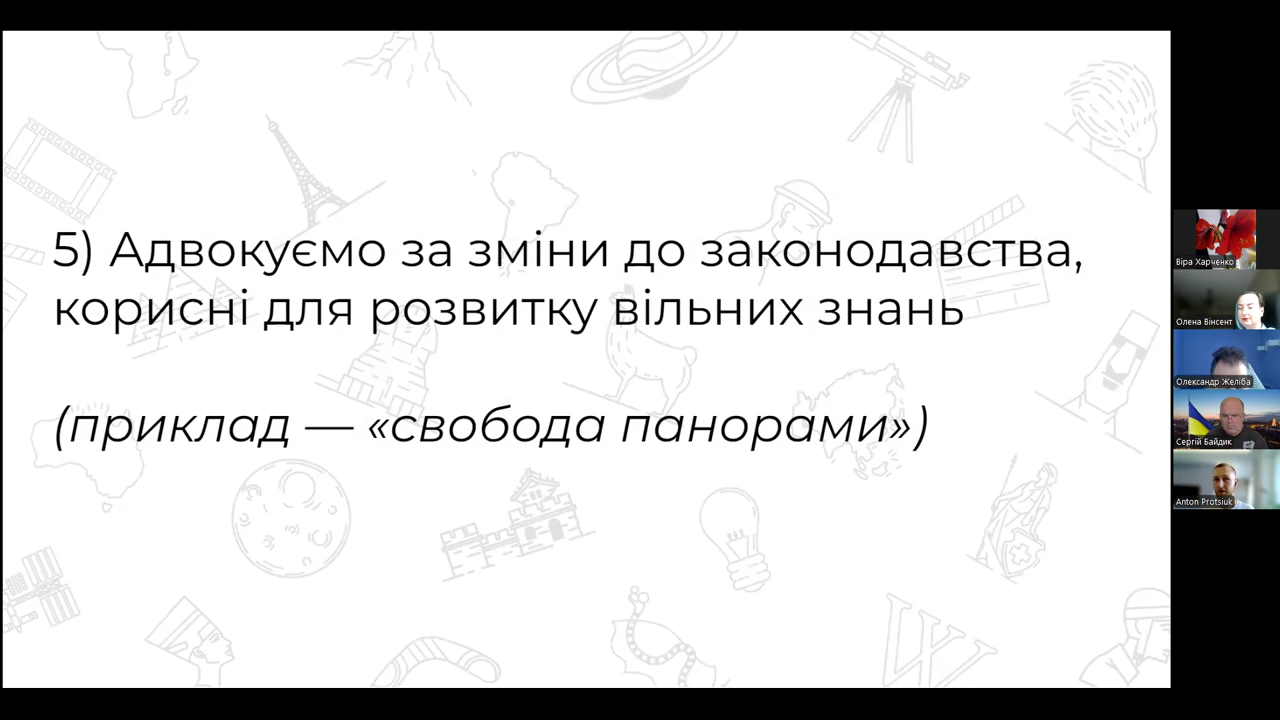 5) Адвокуємо за зміни до законодавства,
корисні для розвитку вільних знань
(приклад — «свобода панорами»)
Віра Харченко
Олена Вінсент
Олександр Желіба
Сергій Байдик
Anton Protsiuk